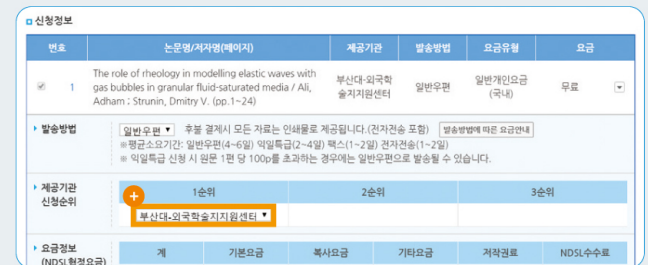 신청정보
번호 논문명/저자명(페이지) 제공기관 발송방법 요금유형 요금
1 The role of rheology in modelling elastic waves with gas bubbles in granular fluid-saturated media / Ali, Adham ; Strunin, Dmitry V. (pp.1~24) 부산대-외국학술지지원센터 일반우편 일반개인요금 (국내) 무료
발송방법 일반우편 후불 결제시 모든 자료는 인쇄물로 제공됩니다.(전자전송 포함) 발송방법에 따른 요금안내
※평균소요기간: 일반우편(4~6일) 익일특급(2~4일) 팩스(1~2일) 전자전송(1~2일)
※ 익일특급 신청 시 원문 1편 당 100p를 초과하는 경우에는 일반우편으로 발송될 수 있습니다.
제공기관 신청순위 1순위 2순위 3순위
부산대-외국학술지지원센터
요금정보 (NDSL협정요금) 계 기본요금 복사요금 기타요금 저작권료 NDSL수수료